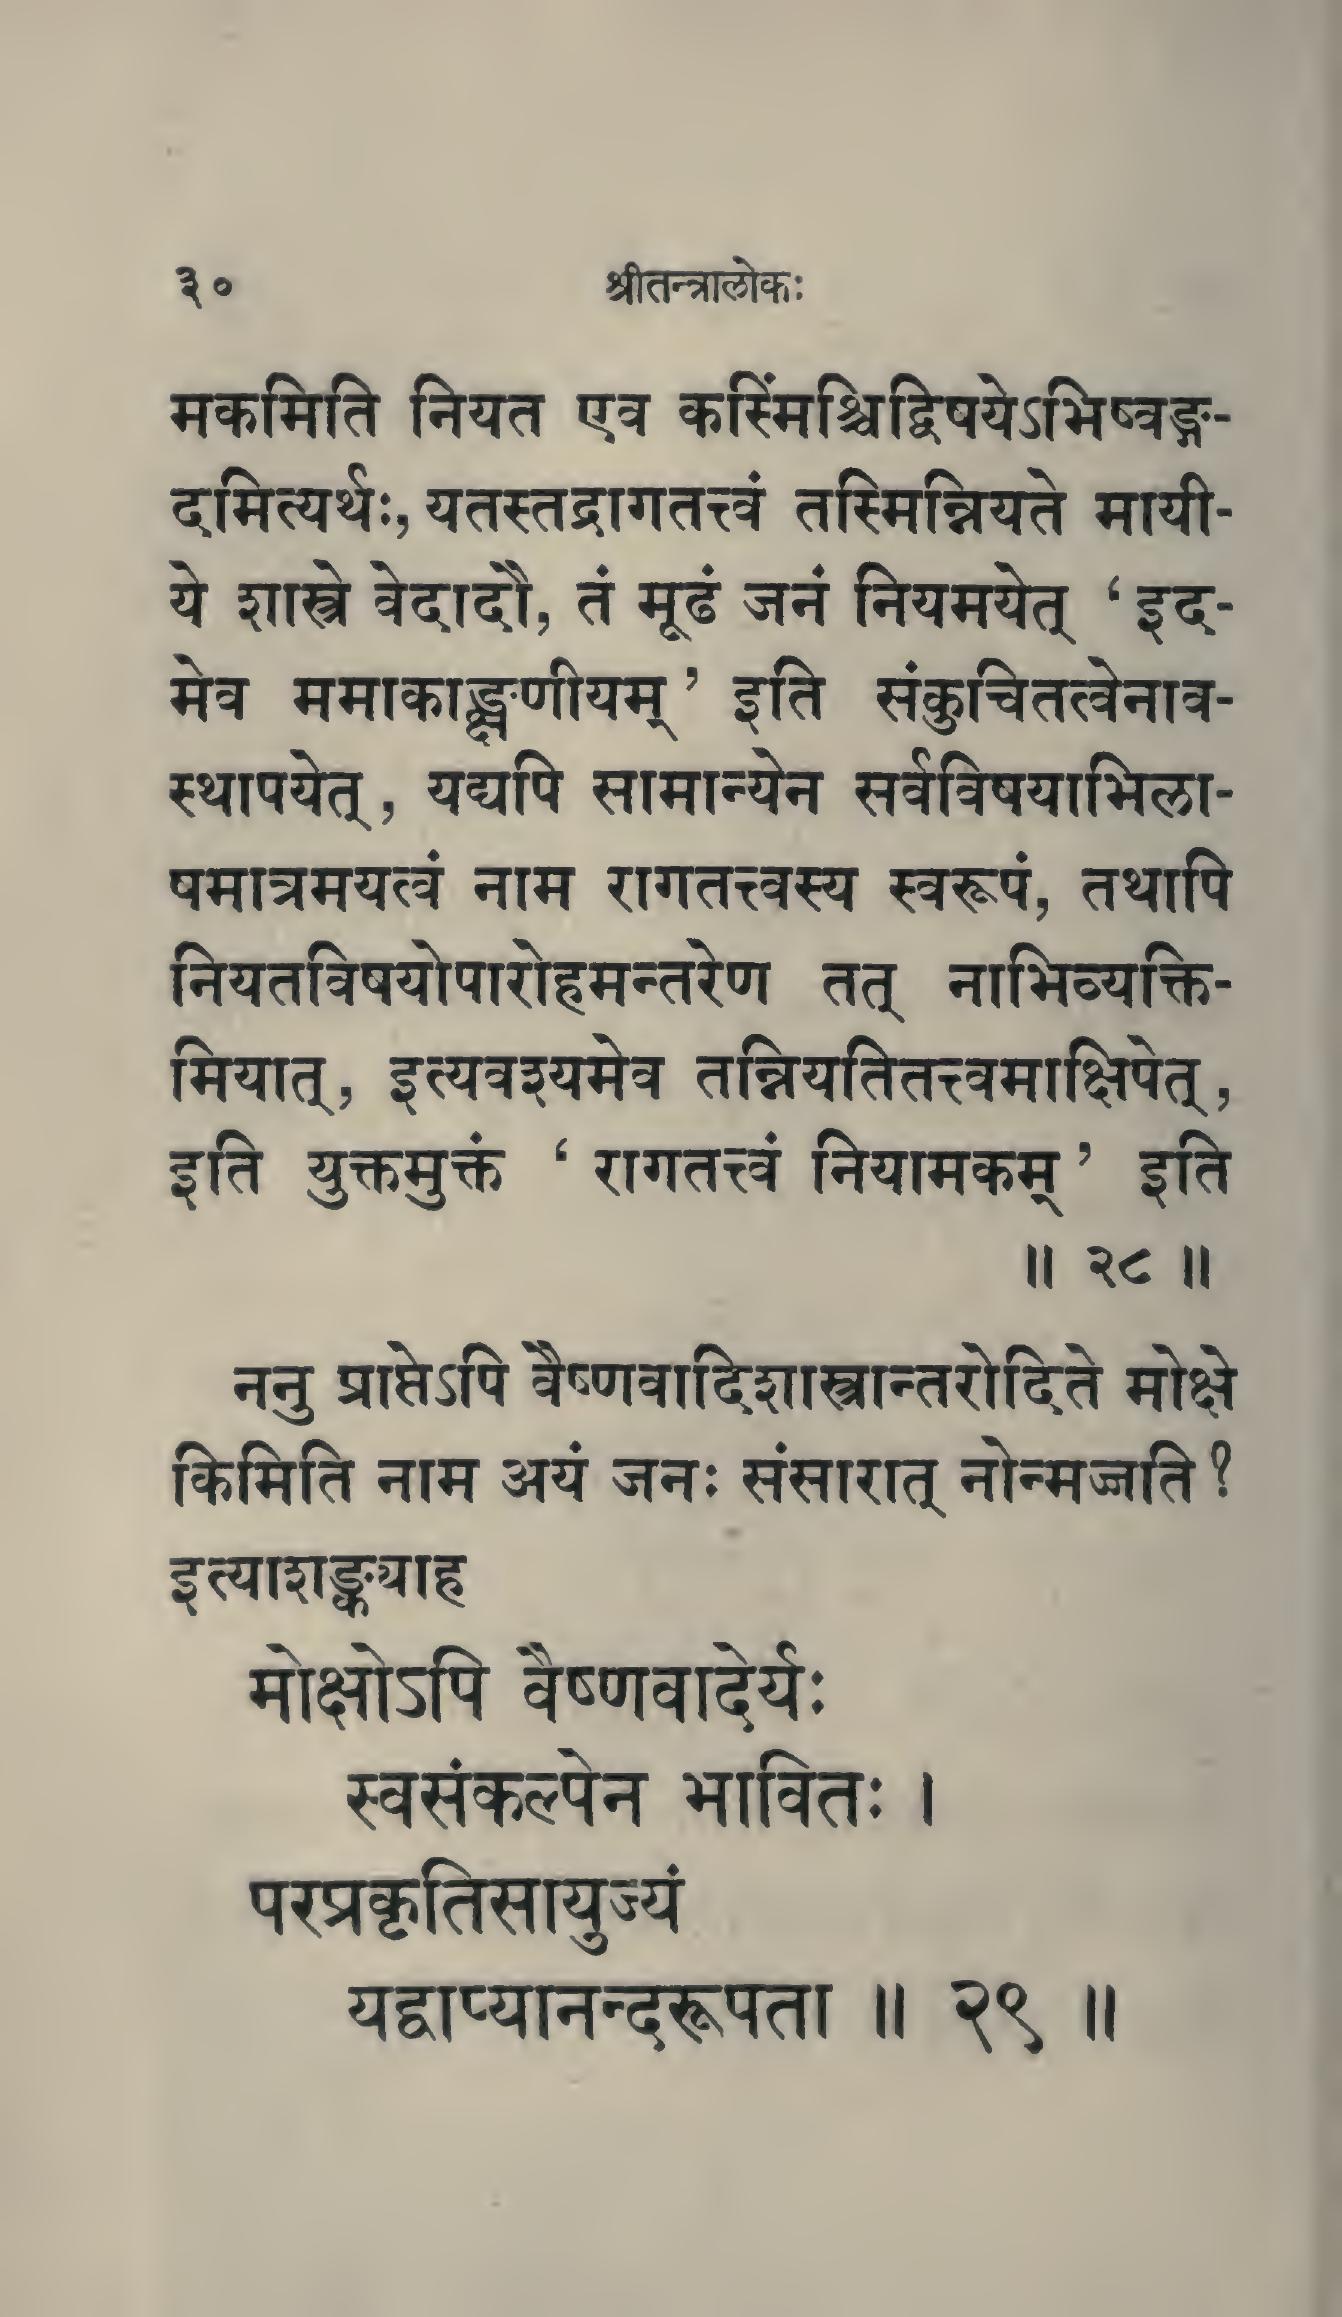 ३० श्रीतन्त्रालोकः
मकमिति नियत एव कस्मिंश्चिद्विषयेऽभिष्वङ्ग-
दमित्यर्थः, यतस्तद्रागतत्त्वं तस्मिन्नियते मायी-
ये शास्त्रे वेदादौ, तं मूढं जनं नियमयेत् ‘इद-
मेव ममाकाङ्क्षणीयम्’ इति संकुचितत्वेनाव-
स्थापयेत्, यद्यपि सामान्येन सर्वविषयाभिला-
षमात्रमयत्वं नाम रागतत्त्वस्य स्वरूपं, तथापि
नियतविषयोपारोहमन्तरेण तत् नाभिव्यक्ति-
मियात्, इत्यवश्यमेव तन्नियतितत्त्वमाक्षिपेत्,
इति युक्तमुक्तं ‘रागतत्त्वं नियामकम्’ इति
॥ २८ ॥
ननु प्राप्तेऽपि वैष्णवादिशास्त्रान्तरोदिते मोक्षे
किमिति नाम अयं जनः संसारात् नोन्मज्जति?
इत्याशङ्क्याह
मोक्षोऽपि वैष्णवादेर्यः
स्वसंकल्पेन भावितः ।
परप्रकृतिसायुज्यं
यद्वाप्यानन्दरूपता ॥ २९ ॥